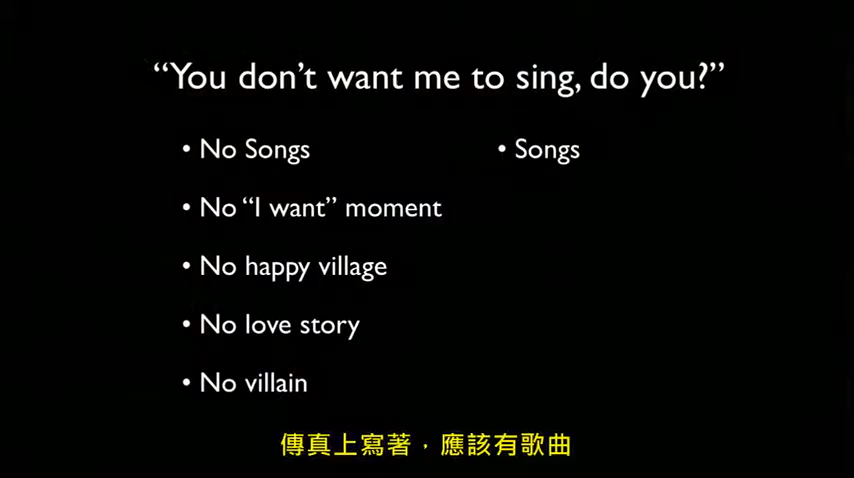 “You don’t want me to sing, do you?”
• No Songs
• No “I want” moment
• No happy village
• No love story
• No villain
• Songs
傳真上寫著，應該有歌曲